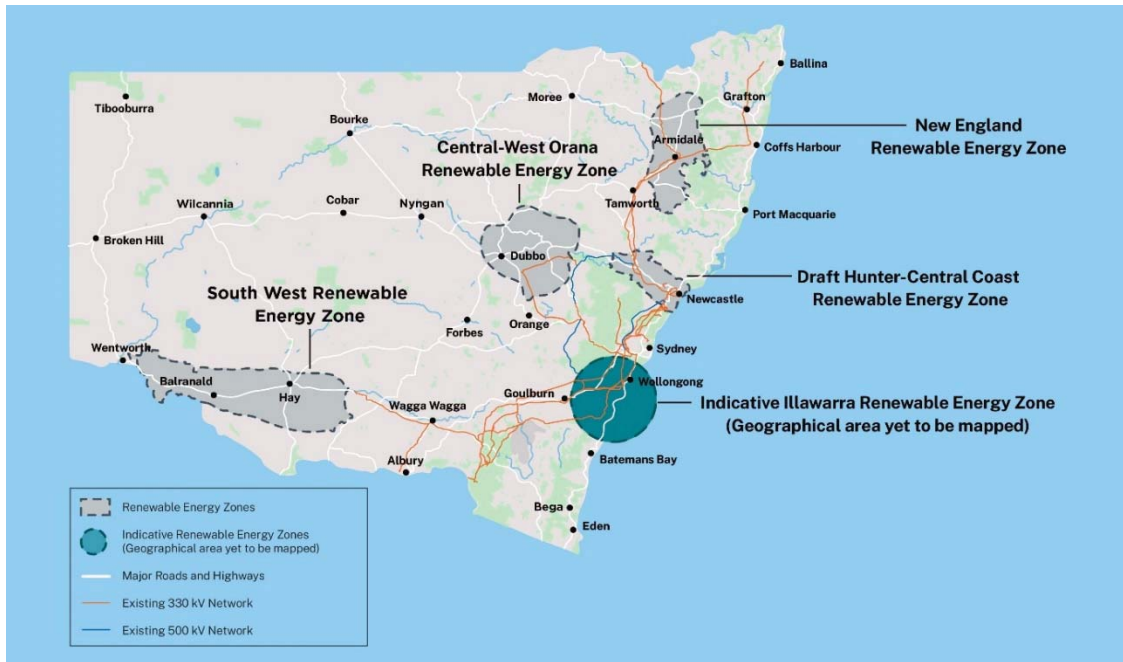 Ballina
Tibooburra
Moree
Grafton
Bourke
New England
Renewable Energy Zone
Armidale
Coffs Harbour
Central-West Orana
Renewable Energy Zone
Wilcannia
Cobar
Nyngan
Tamworth
Port Macquarie
Broken Hill
Dubbo
Draft Hunter-Central Coast
Renewable Energy Zone
South West Renewable
Energy Zone
Newcastle
Forbes
Orange
Sydney
Wentworth
Balranald
Hay
Goulburn
Wollongong
Wagga Wagga
Indicative Illawarra Renewable Energy Zone
(Geographical area yet to be mapped)
Albury
Batemans Bay
Bega
Eden
Renewable Energy Zones
Indicative Renewable Energy Zones
(Geographical area yet to be mapped)
Major Roads and Highways
Existing 330 kV Network
Existing 500 kV Network